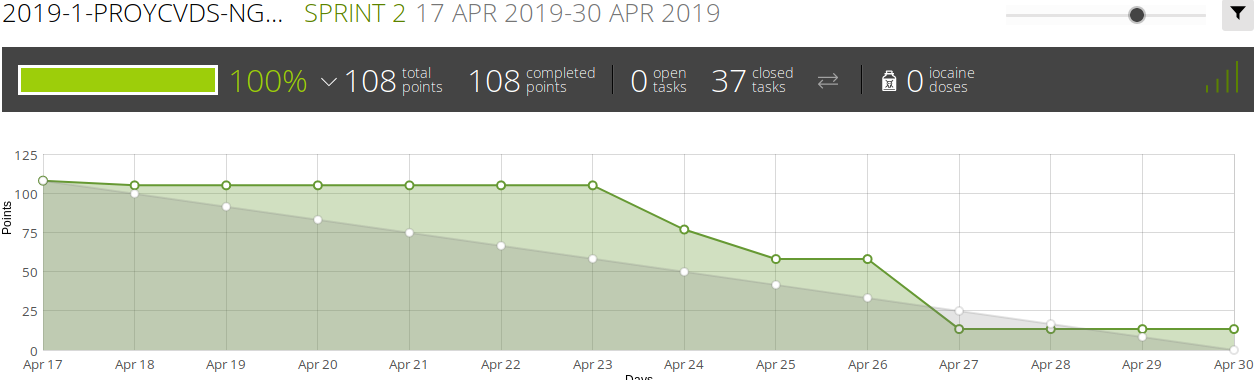 2019-1-PROYCVDS-NG... SPRINT 2 17 APR 2019-30 APR 2019
100% 108 total points 108 completed points 0 open tasks 37 closed tasks 0 iocaine doses
125
100
75
50
25
0
Points
Apr 17 Apr 18 Apr 19 Apr 20 Apr 21 Apr 22 Apr 23 Apr 24 Apr 25 Apr 26 Apr 27 Apr 28 Apr 29 Apr 30
Days